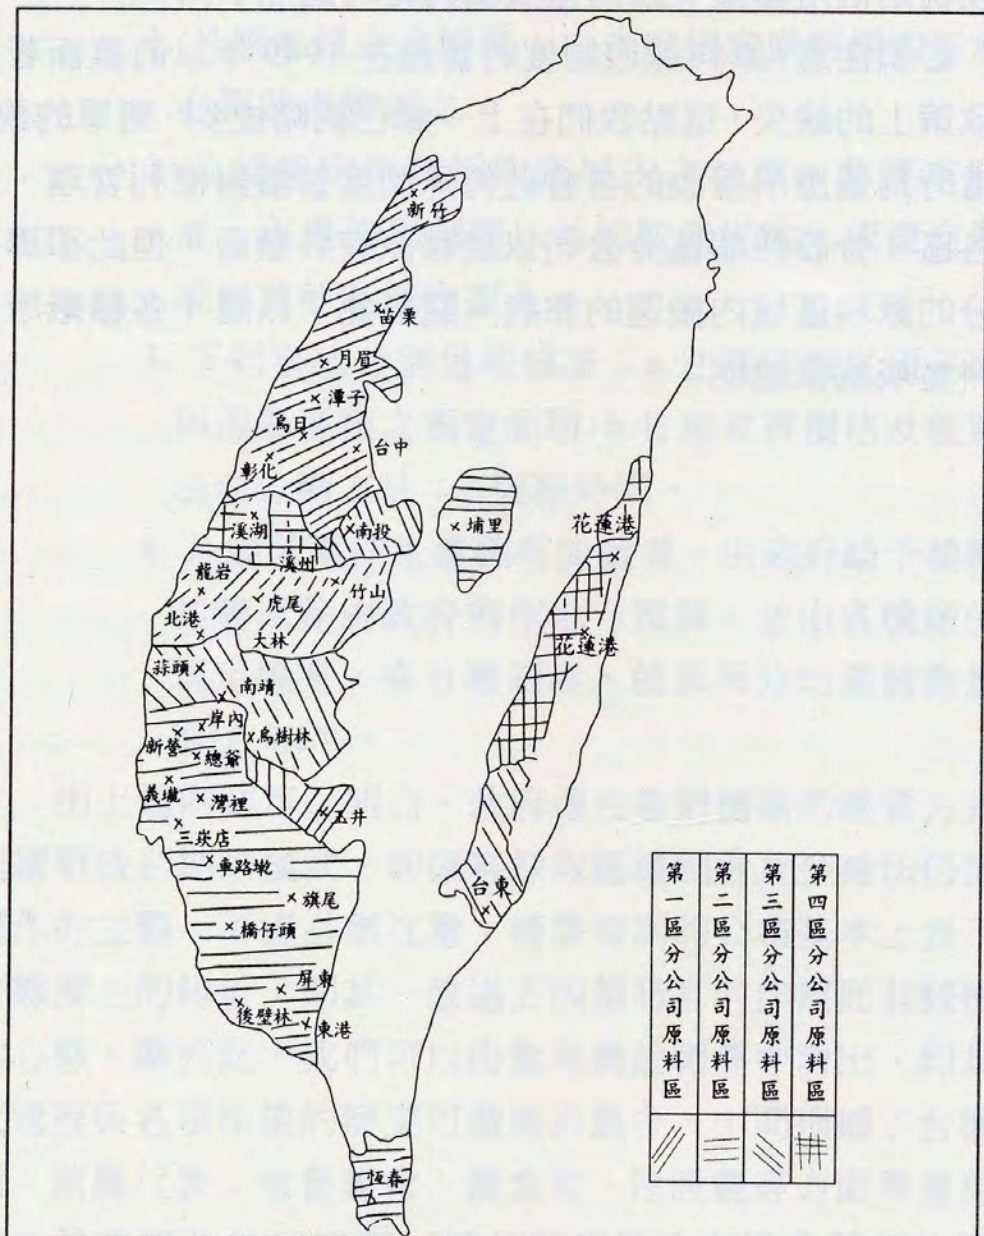 新竹
苗栗
月眉
潭子
烏日
台中
彰化
溪湖
溪州
南投
埔里
花蓮港
龍岩
竹山
虎尾
北港
大林
花蓮港
蒜頭
南靖
岸內
烏樹林
新營
總爺
義壠
灣裡
玉井
三崁店
車路墘
旗尾
台東
橋仔頭
屏東
後壁林
東港
恆春
第一區分公司原料區
第二區分公司原料區
第三區分公司原料區
第四區分公司原料區